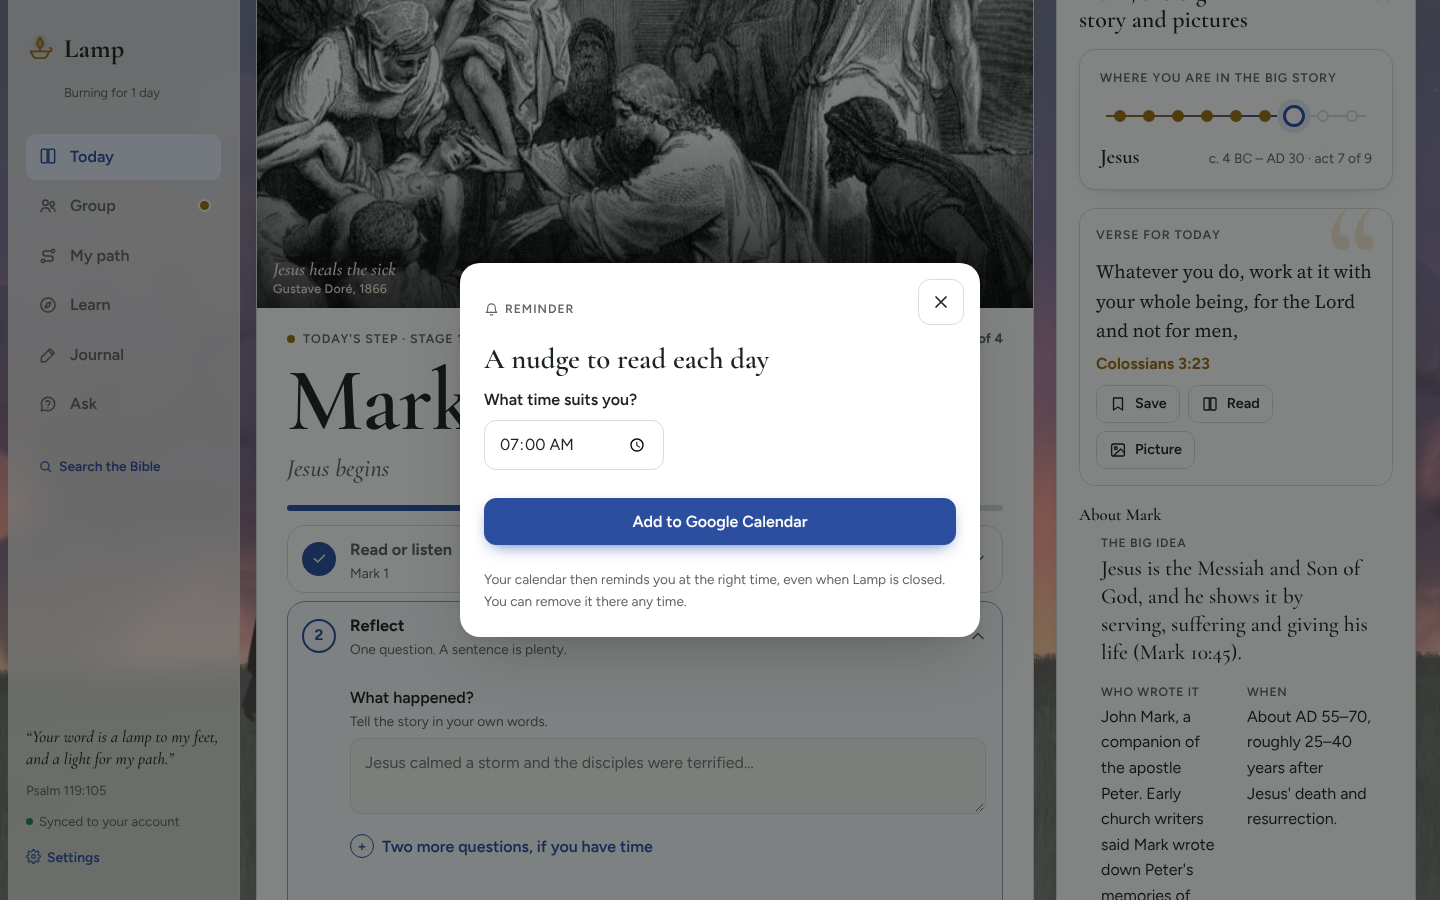 Lamp
Burning for 1 day
Today
Group
My path
Learn
Journal
Ask
Search the Bible
“Your word is a lamp to my feet,
and a light for my path.”
Psalm 119:105
Synced to your account
Settings
Jesus heals the sick
Gustave Doré, 1866
TODAY'S STEP · STAGE 1
of 4
Mark
Jesus begins
Read or listen
Mark 1
2
Reflect
One question. A sentence is plenty.
What happened?
Tell the story in your own words.
Jesus calmed a storm and the disciples were terrified…
Two more questions, if you have time
REMINDER
A nudge to read each day
What time suits you?
07:00 AM
Add to Google Calendar
Your calendar then reminds you at the right time, even when Lamp is closed.
You can remove it there any time.
story and pictures
WHERE YOU ARE IN THE BIG STORY
Jesus
c. 4 BC – AD 30 · act 7 of 9
VERSE FOR TODAY
Whatever you do, work at it with
your whole being, for the Lord
and not for men,
Colossians 3:23
Save
Read
Picture
About Mark
THE BIG IDEA
Jesus is the Messiah and Son of
God, and he shows it by
serving, suffering and giving his
life (Mark 10:45).
WHO WROTE IT
John Mark, a
companion of
the apostle
Peter. Early
church writers
said Mark wrote
down Peter's
memories of
WHEN
About AD 55–70,
roughly 25–40
years after
Jesus' death and
resurrection.